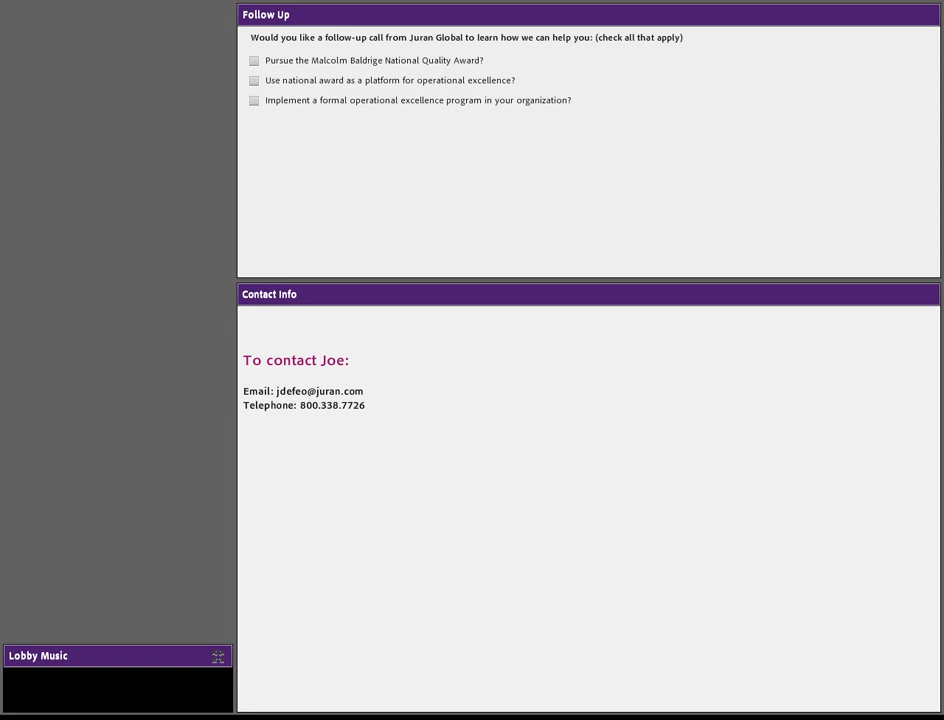 Follow Up
Would you like a follow-up call from Juran Global to learn how we can help you: (check all that apply)
Pursue the Malcolm Baldrige National Quality Award?
Use national award as a platform for operational excellence?
Implement a formal operational excellence program in your organization?
Contact Info
To contact Joe:
Email: jdefeo@juran.com
Telephone: 800.338.7726
Lobby Music